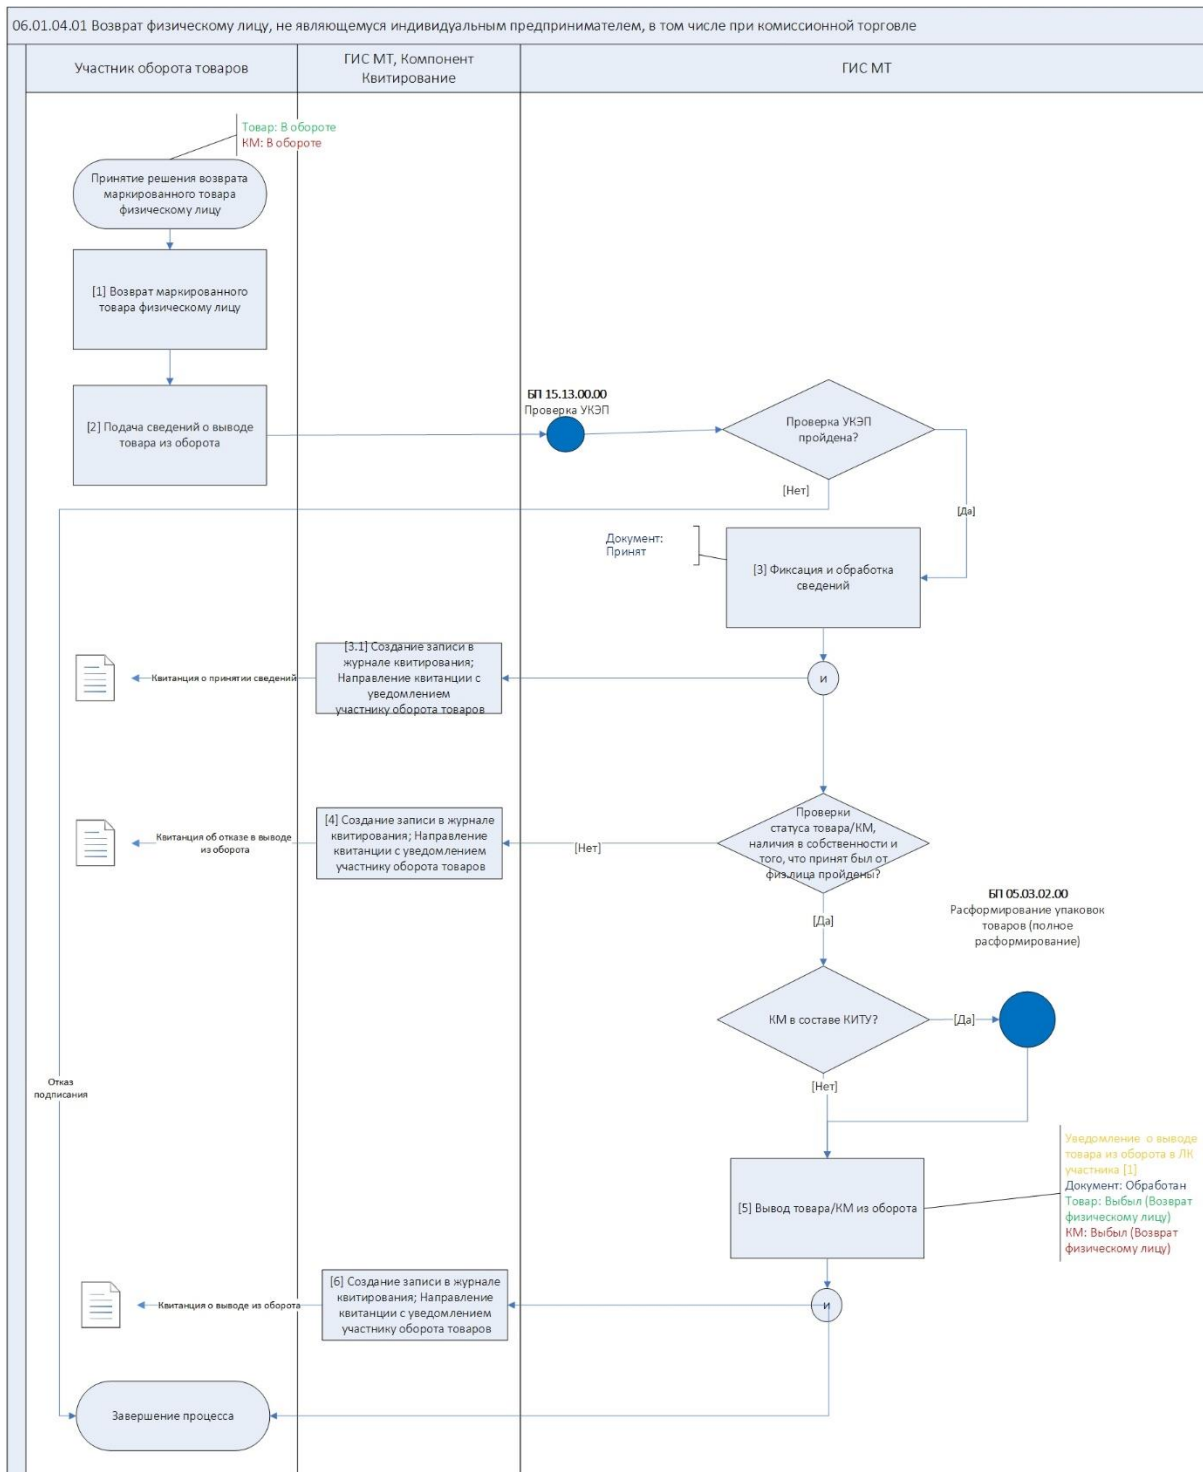 06.01.04.01 Возврат физическому лицу, не являющемуся индивидуальным предпринимателем, в том числе при комиссионной торговле
Участник оборота товаров
ГИС МТ, Компонент
Квитирование
ГИС МТ
Товар: В обороте
КМ: В обороте
Принятие решения возврата
маркированного товара
физическому лицу
[1] Возврат маркированного
товара физическому лицу
[2] Подача сведений о выводе
товара из оборота
БП 15.13.00.00
Проверка УКЭП
Проверка УКЭП
пройдена?
[Нет]
[Да]
Документ:
Принят
[3] Фиксация и обработка
сведений
[3.1] Создание записи в
журнале квитирования;
Направление квитанции с
уведомлением
участнику оборота товаров
Квитанция о принятии сведений
и
Проверки
статуса товара/КМ,
наличия в собственности и
того, что принят был от
физ.лица пройдены?
[Нет]
[4] Создание записи в журнале
квитирования; Направление
квитанции с уведомлением
участнику оборота товаров
Квитанция об отказе в выводе
из оборота
[Да]
БП 05.03.02.00
Расформирование упаковок
товаров (полное
расформирование)
КМ в составе КИТУ?
[Да]
[Нет]
Отказ
подписания
Уведомление о выводе
товара из оборота в ЛК
участника [1]
Документ: Обработан
Товар: Выбыл (Возврат
физическому лицу)
КМ: Выбыл (Возврат
физическому лицу)
[5] Вывод товара/КМ из оборота
[6] Создание записи в журнале
квитирования; Направление
квитанции с уведомлением
участнику оборота товаров
Квитанция о выводе из оборота
и
Завершение процесса